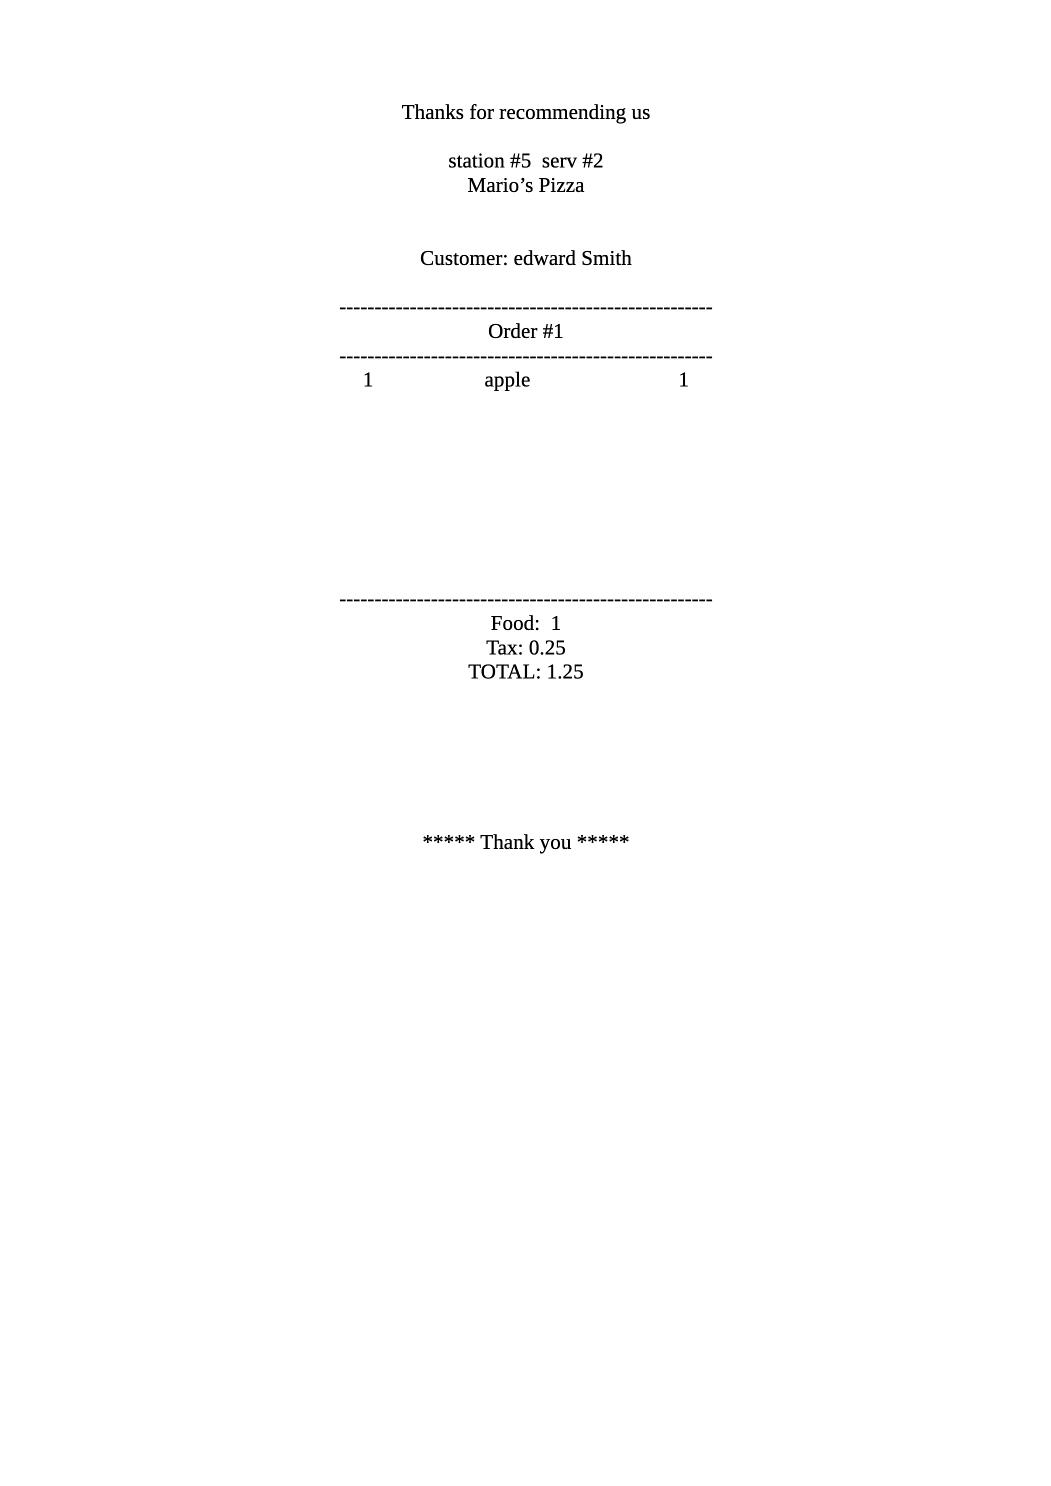 Thanks for recommending us
station #5  serv #2
Mario’s Pizza
Customer: edward Smith
-----------------------------------------------------
Order #1
-----------------------------------------------------
1 apple 1
-----------------------------------------------------
Food:  1
Tax: 0.25
TOTAL: 1.25
***** Thank you *****